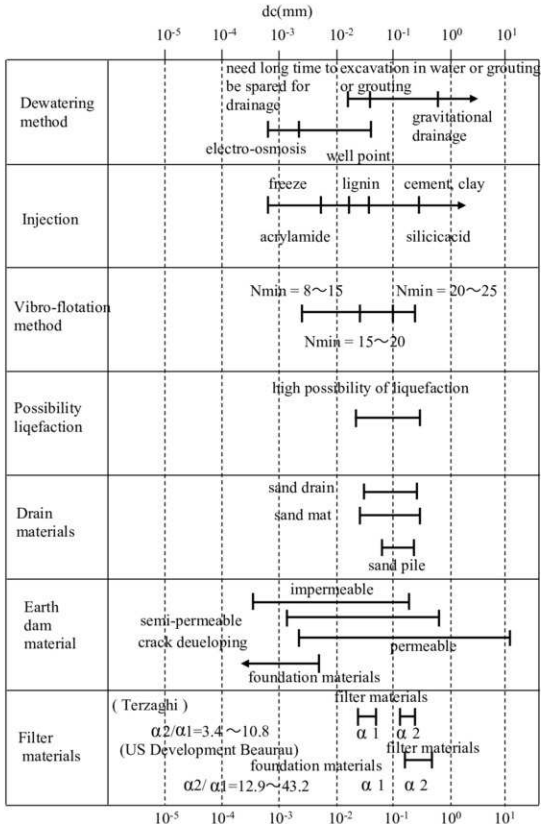 dc(mm)
10-5 10-5 10-4 10-3 10-2 10-1 10⁰ 10¹
need long time to excavation in water or grouting
be spared for or grouting
drainage
Dewatering
method
gravitational
drainage
electro-osmosis
well point
freeze lignin cement, clay
Injection
acrylamide silicicacid
Nmin = 8～15 Nmin = 20～25
Vibro-flotation
method
Nmin = 15～20
high possibility of liquefaction
Possibility
liqefaction
sand drain
Drain
materials
sand mat
sand pile
Earth
dam
material
impermeable
semi-permeable
crack deueloping
permeable
foundation materials
( Terzaghi )
filter materials
α2/α1=3.4～10.8
α 1 α 2
Filter
materials
(US Development Beaurau)
filter materials
foundation materials
α2/ α1=12.9～43.2
α 1 α 2
10-5 10-4 10-3 10-2 10-1 10⁰ 10¹